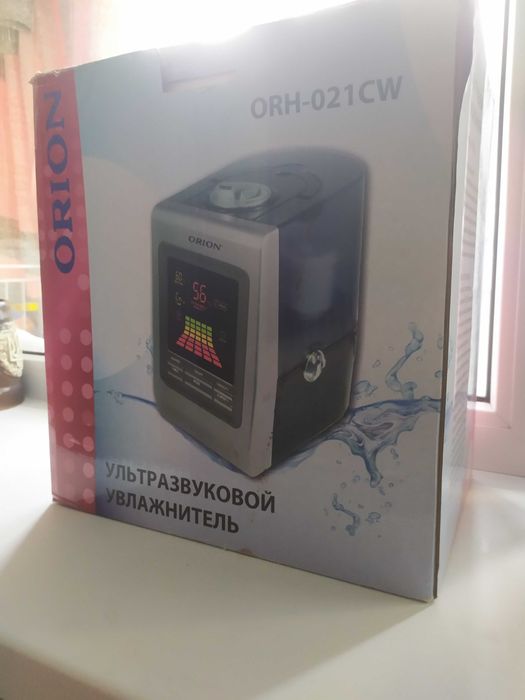 ORION
ORH-021CW
ORION
56
УЛЬТРАЗВУКОВОЙ
УВЛАЖНИТЕЛЬ